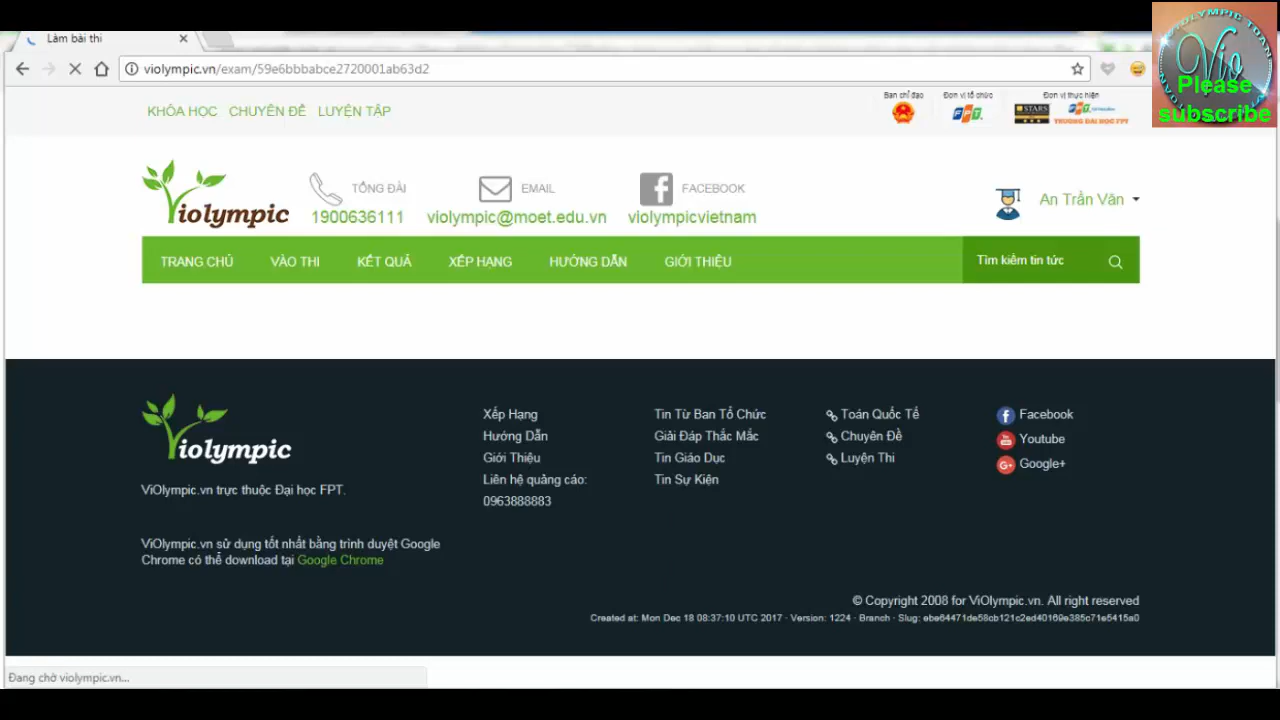 Làm bài thi
violympic.vn/exam/59e6bbbabce2720001ab63d2
VIOLYMPIC TOÁN
Vio
Please
subscribe
KHÓA HỌC CHUYÊN ĐỀ LUYỆN TẬP
Ban chỉ đạo
Đơn vị tổ chức
Đơn vị thực hiện
FPT
STARS
TRƯỜNG ĐẠI HỌC FPT
Violympic
TỔNG ĐÀI
1900636111
EMAIL
violympic@moet.edu.vn
FACEBOOK
violympicvietnam
An Trần Văn
TRANG CHỦ VÀO THI KẾT QUẢ XẾP HẠNG HƯỚNG DẪN GIỚI THIỆU
Tìm kiếm tin tức
Violympic
ViOlympic.vn trực thuộc Đại học FPT.
ViOlympic.vn sử dụng tốt nhất bằng trình duyệt Google
Chrome có thể download tại Google Chrome
Xếp Hạng
Hướng Dẫn
Giới Thiệu
Liên hệ quảng cáo:
0963888883
Tin Từ Ban Tổ Chức
Giải Đáp Thắc Mắc
Tin Giáo Dục
Tin Sự Kiện
Toán Quốc Tế
Chuyên Đề
Luyện Thi
Facebook
Youtube
Google+
© Copyright 2008 for ViOlympic.vn. All right reserved
Created at: Mon Dec 18 08:37:10 UTC 2017 - Version: 1224 - Branch - Slug: ebe64471de58cb121c2ed40169e385c71e5415a0
Đang chờ violympic.vn...